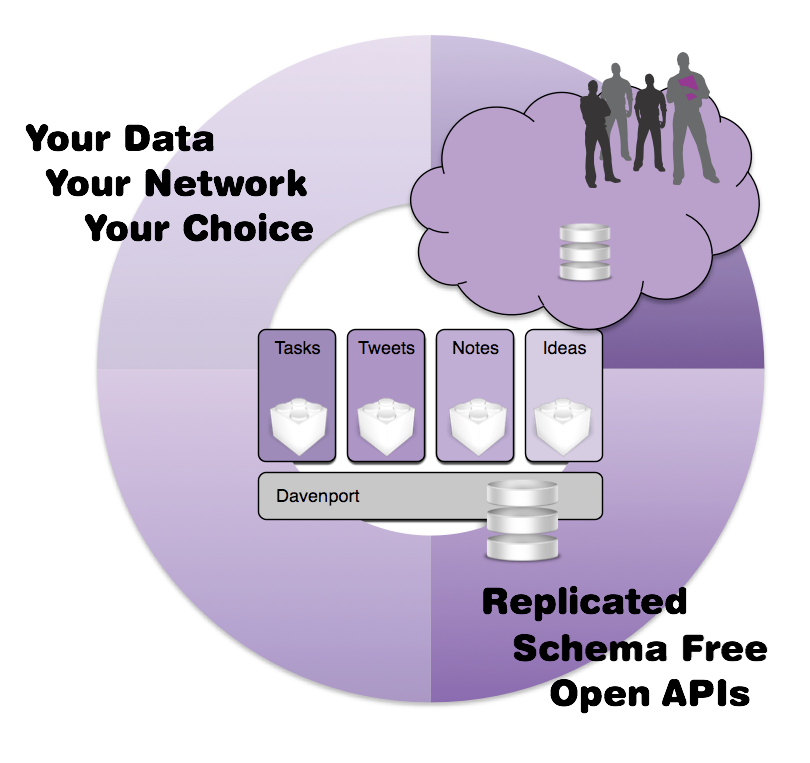 Your Data
Your Network
Your Choice
Tasks
Tweets
Notes
Ideas
Davenport
Replicated
Schema Free
Open APIs